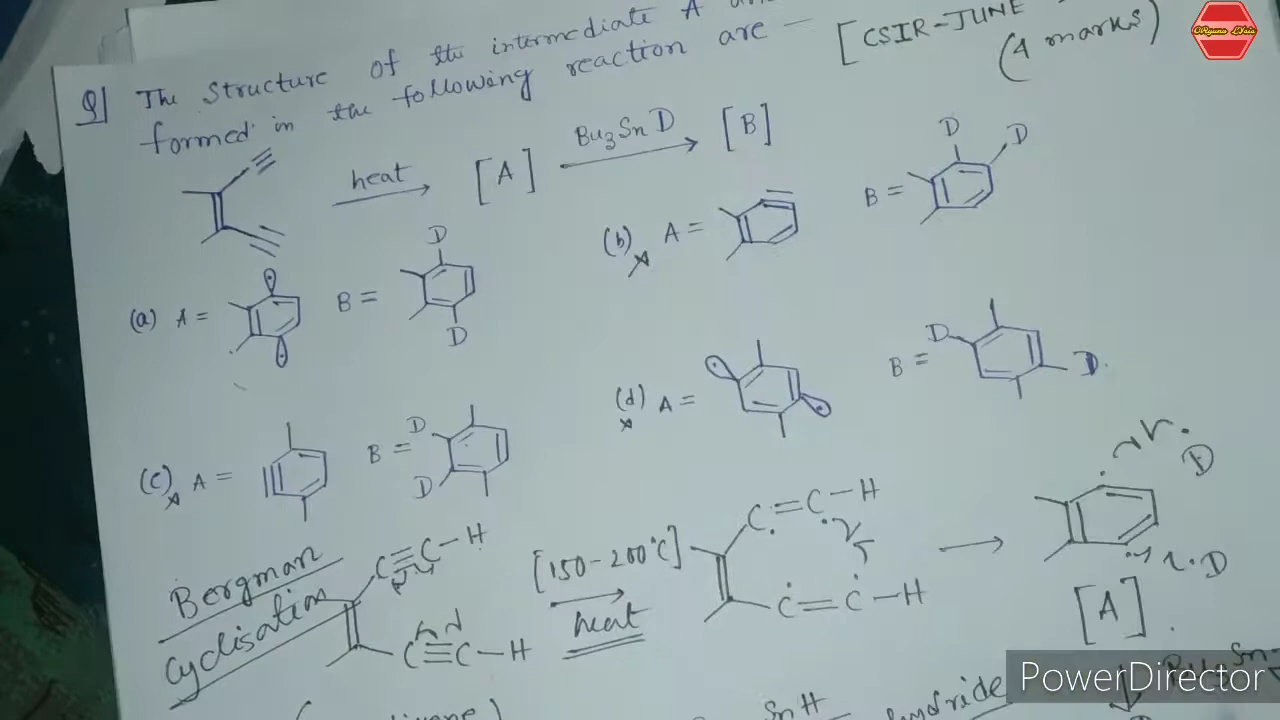 Q] The structure of the intermediate A
formed in the following reaction are — [CSIR-JUNE
(4 marks)
heat [A] Bu3SnD [B]
(a) A = B = D D
(b) A = B = D D
(c) A = B = D D
(d) A = B = D D
Bergman
Cyclisation
C≡C-H
C≡C-H
[150-200°C]
heat
C=C-H
C=C-H
D
D
[A]
SnH
PowerDirector